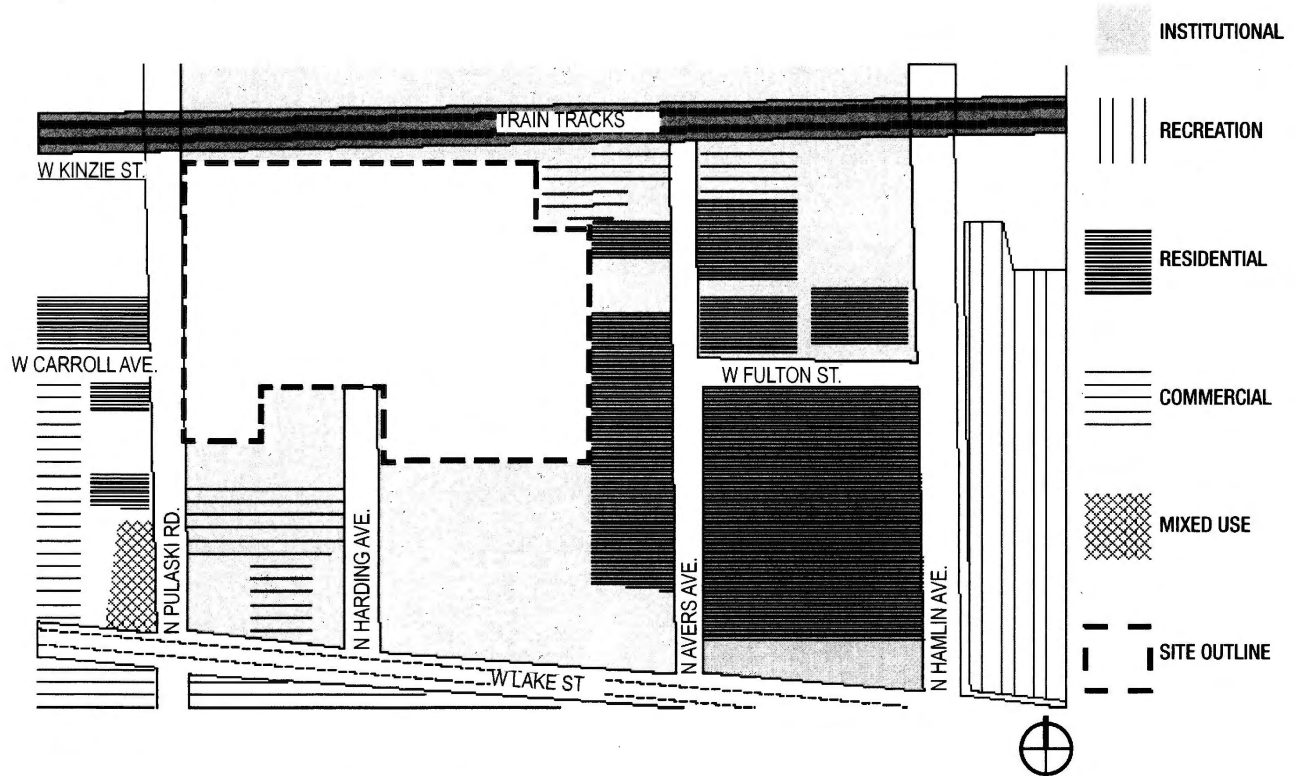 INSTITUTIONAL
TRAIN TRACKS
RECREATION
W KINZIE ST.
RESIDENTIAL
W CARROLL AVE.
W FULTON ST.
COMMERCIAL
N PULASKI RD.
N HARDING AVE.
N AVERS AVE.
N HAMLIN AVE.
MIXED USE
W LAKE ST
SITE OUTLINE